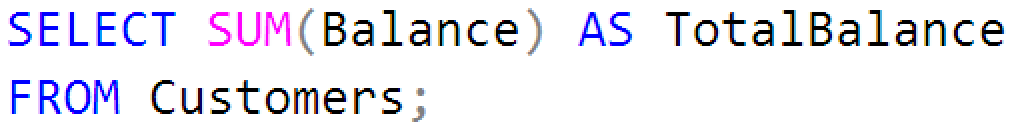 SELECT SUM(Balance) AS TotalBalance
FROM Customers;